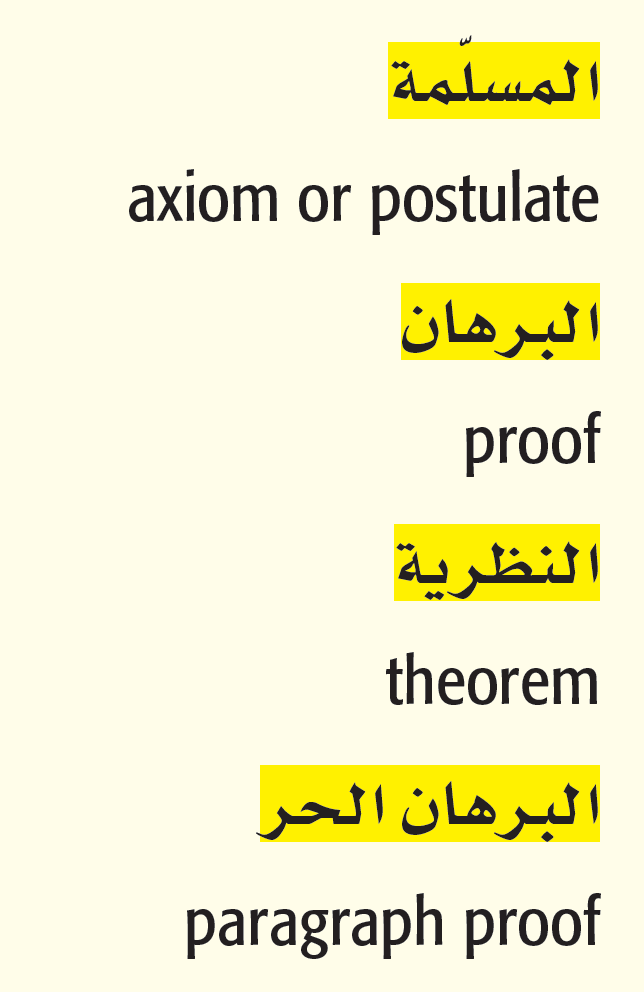 المسلّمة
axiom or postulate
البرهان
proof
النظرية
theorem
البرهان الحر
paragraph proof